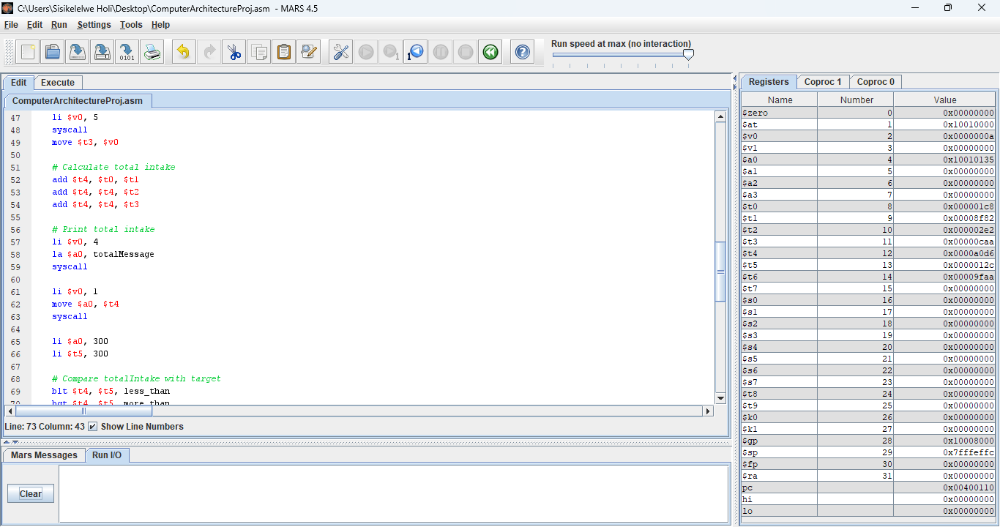 C:\Users\Sisikelelwe Holi\Desktop\ComputerArchitectureProj.asm - MARS 4.5
File Edit Run Settings Tools Help
Run speed at max (no interaction)
Edit Execute
ComputerArchitectureProj.asm
47 li $v0, 5
48 syscall
49 move $t3, $v0
50
51 # Calculate total intake
52 add $t4, $t0, $t1
53 add $t4, $t4, $t2
54 add $t4, $t4, $t3
55
56 # Print total intake
57 li $v0, 4
58 la $a0, totalMessage
59 syscall
60
61 li $v0, 1
62 move $a0, $t4
63 syscall
64
65 li $a0, 300
66 li $t5, 300
67
68 # Compare totalIntake with target
69 blt $t4, $t5, less_than
70 bgt $t4, $t5, more_than
Line: 73 Column: 43 Show Line Numbers
Mars Messages Run I/O
Clear
Registers Coproc 1 Coproc 0
Name Number Value
$zero 0 0x00000000
$at 1 0x10010000
$v0 2 0x0000000a
$v1 3 0x00000000
$a0 4 0x10010135
$a1 5 0x00000000
$a2 6 0x00000000
$a3 7 0x00000000
$t0 8 0x000001c8
$t1 9 0x00008f82
$t2 10 0x000002e2
$t3 11 0x00000caa
$t4 12 0x0000a0d6
$t5 13 0x0000012c
$t6 14 0x00009faa
$t7 15 0x00000000
$s0 16 0x00000000
$s1 17 0x00000000
$s2 18 0x00000000
$s3 19 0x00000000
$s4 20 0x00000000
$s5 21 0x00000000
$s6 22 0x00000000
$s7 23 0x00000000
$t8 24 0x00000000
$t9 25 0x00000000
$k0 26 0x00000000
$k1 27 0x00000000
$gp 28 0x10008000
$sp 29 0x7fffeffc
$fp 30 0x00000000
$ra 31 0x00000000
pc 0x00400110
hi 0x00000000
lo 0x00000000